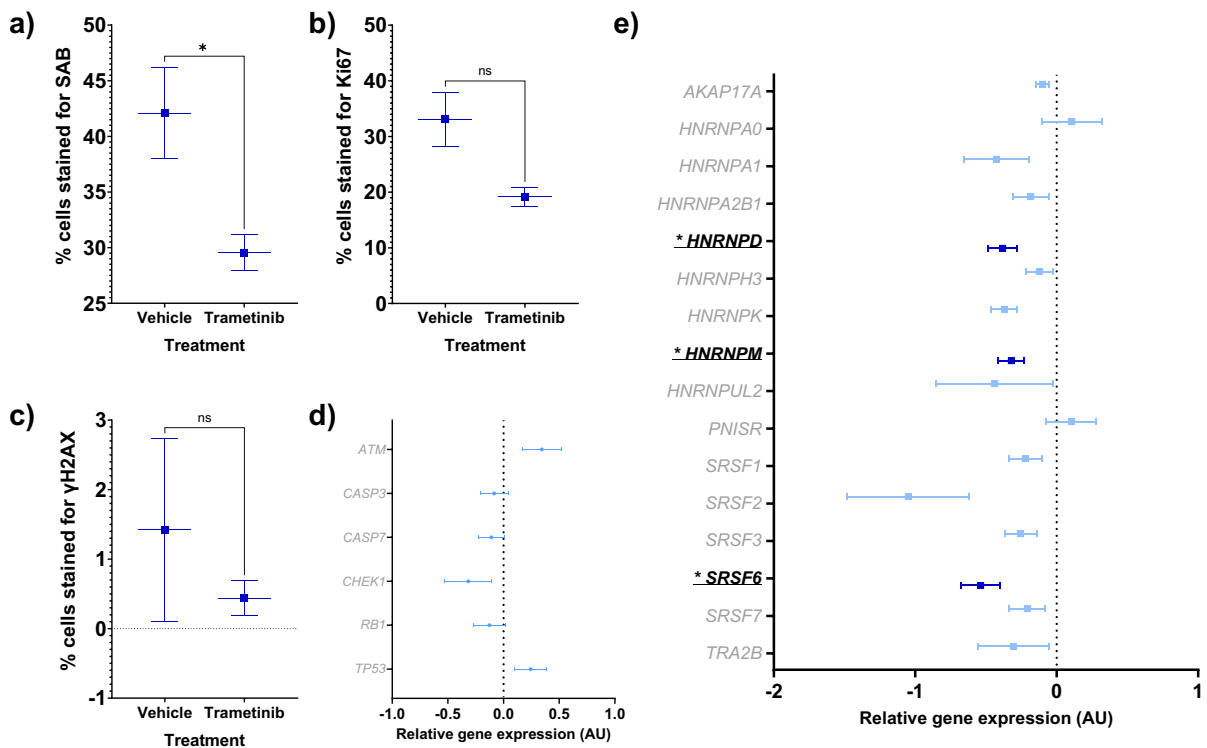 a)
% cells stained for SAB
50
45
40
35
30
25
*
Vehicle Trametinib
Treatment
b)
% cells stained for Ki67
50
40
30
20
10
0
ns
Vehicle Trametinib
Treatment
c)
% cells stained for γH2AX
3
2
1
0
-1
ns
Vehicle Trametinib
Treatment
d)
ATM
CASP3
CASP7
CHEK1
RB1
TP53
-1.0 -0.5 0.0 0.5 1.0
Relative gene expression (AU)
e)
AKAP17A
HNRNPA0
HNRNPA1
HNRNPA2B1
* HNRNPD
HNRNPH3
HNRNPK
* HNRNPM
HNRNPUL2
PNISR
SRSF1
SRSF2
SRSF3
* SRSF6
SRSF7
TRA2B
-2 -1 0 1
Relative gene expression (AU)